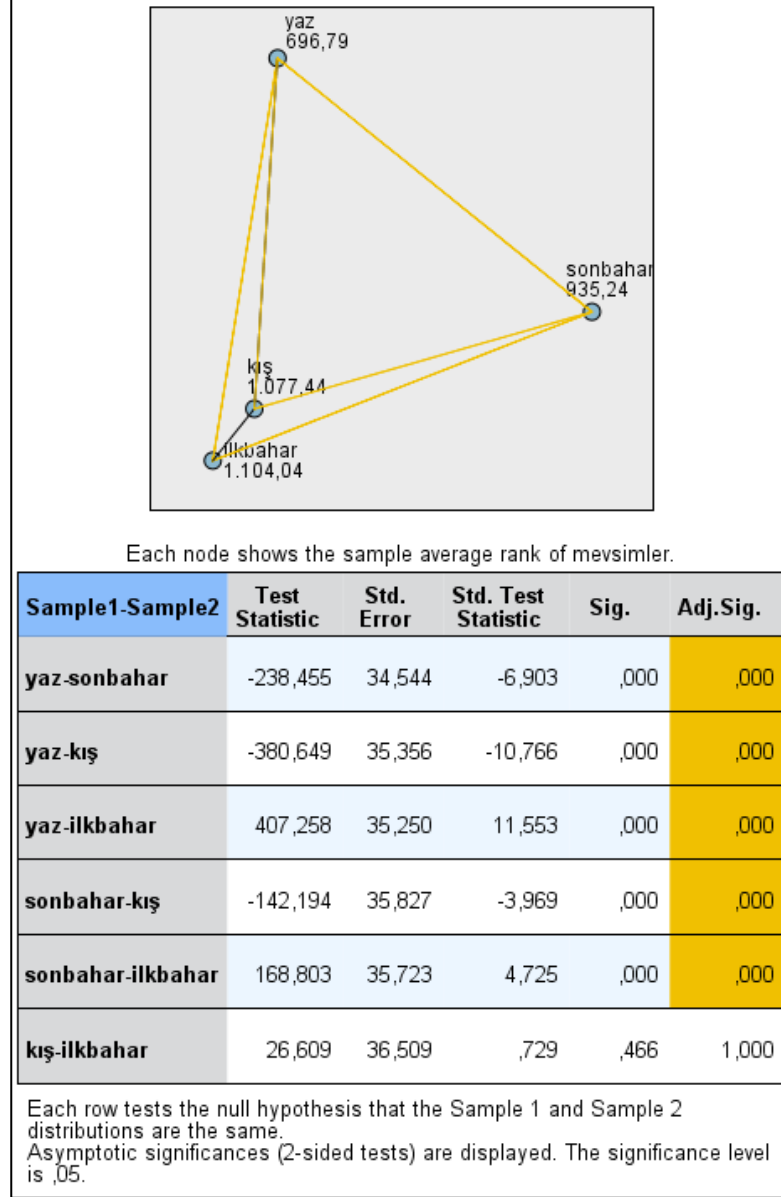 yaz
696,79
sonbahar
935,24
kış
1.077,44
ilkbahar
1.104,04
Each node shows the sample average rank of mevsimler.
Sample1-Sample2 Test Statistic Std. Error Std. Test Statistic Sig. Adj.Sig.
yaz-sonbahar -238,455 34,544 -6,903 ,000 ,000
yaz-kış -380,649 35,356 -10,766 ,000 ,000
yaz-ilkbahar 407,258 35,250 11,553 ,000 ,000
sonbahar-kış -142,194 35,827 -3,969 ,000 ,000
sonbahar-ilkbahar 168,803 35,723 4,725 ,000 ,000
kış-ilkbahar 26,609 36,509 ,729 ,466 1,000
Each row tests the null hypothesis that the Sample 1 and Sample 2
distributions are the same.
Asymptotic significances (2-sided tests) are displayed. The significance level
is ,05.